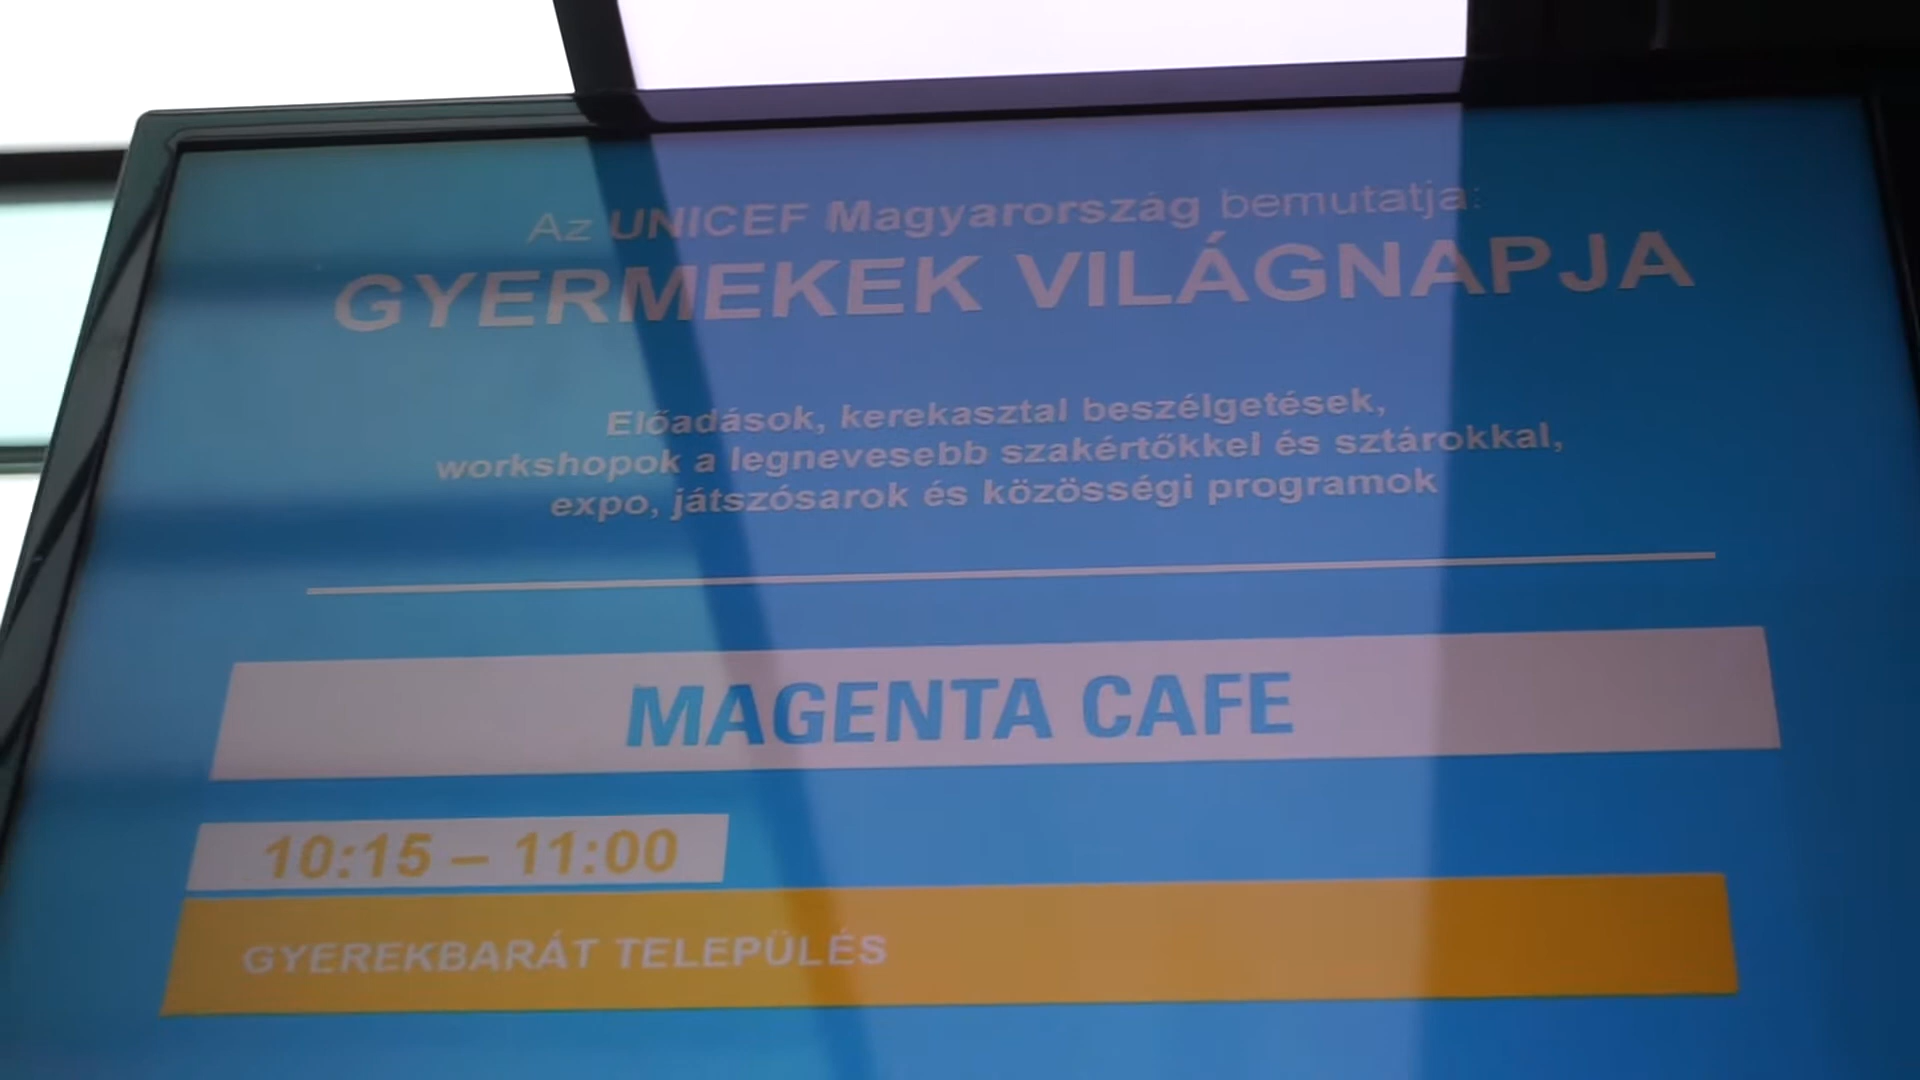 Az UNICEF Magyarország bemutatja:
GYERMEKEK VILÁGNAPJA
Előadások, kerekasztal beszélgetések,
workshopok a legnevesebb szakértőkkel és sztárokkal,
expo, játszósarok és közösségi programok
MAGENTA CAFE
10:15 – 11:00
GYEREKBARÁT TELEPÜLÉS